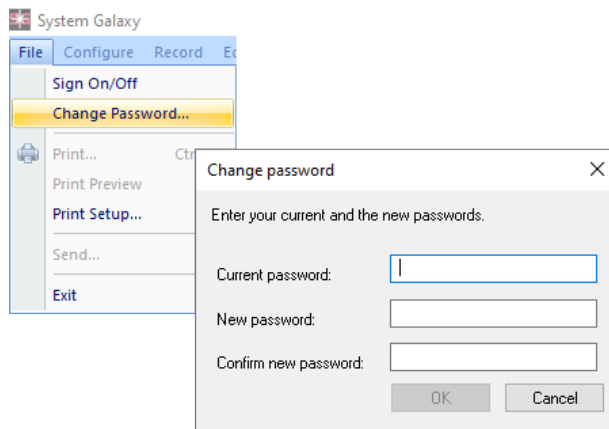 System Galaxy
File Configure Record
Sign On/Off
Change Password...
Print...
Print Preview
Print Setup...
Send...
Exit
Change password
Enter your current and the new passwords.
Current password:
New password:
Confirm new password:
OK Cancel